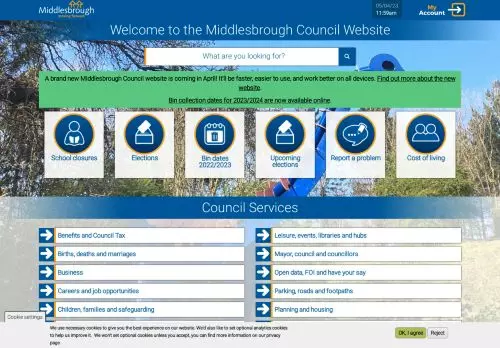 Middlesbrough
moving forward
05/04/23
11:59am
My
Account
Welcome to the Middlesbrough Council Website
What are you looking for?
A brand new Middlesbrough Council website is coming in April! It'll be faster, easier to use, and work better on all devices. Find out more about the new
website.
Bin collection dates for 2023/2024 are now available online.
School closures
Elections
Bin dates
2022/2023
Upcoming
elections
Report a problem
Cost of living
Council Services
Benefits and Council Tax
Leisure, events, libraries and hubs
Births, deaths and marriages
Mayor, council and councillors
Business
Open data, FOI and have your say
Careers and job opportunities
Parking, roads and footpaths
Children, families and safeguarding
Planning and housing
Cookie settings
We use necessary cookies to give you the best experience on our website. We'd also like to set optional analytics cookies
to help us improve it. We won't set optional cookies unless you accept, you can find more information on our privacy
page
OK, I agree
Reject